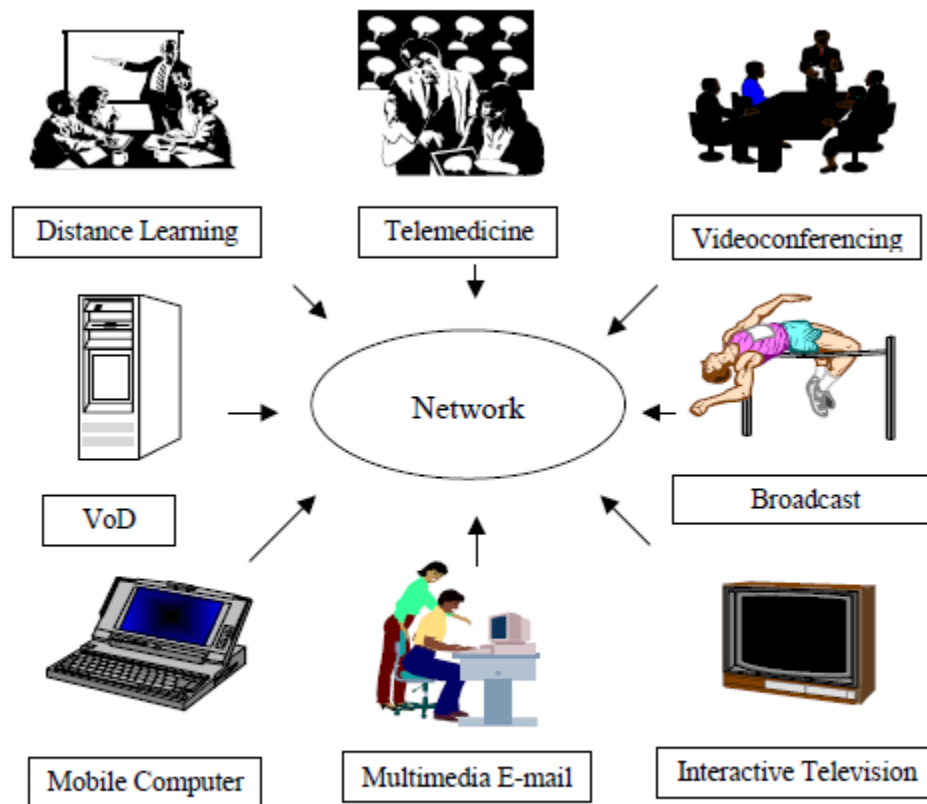 Distance Learning
Telemedicine
Videoconferencing
Network
VoD
Broadcast
Mobile Computer
Multimedia E-mail
Interactive Television